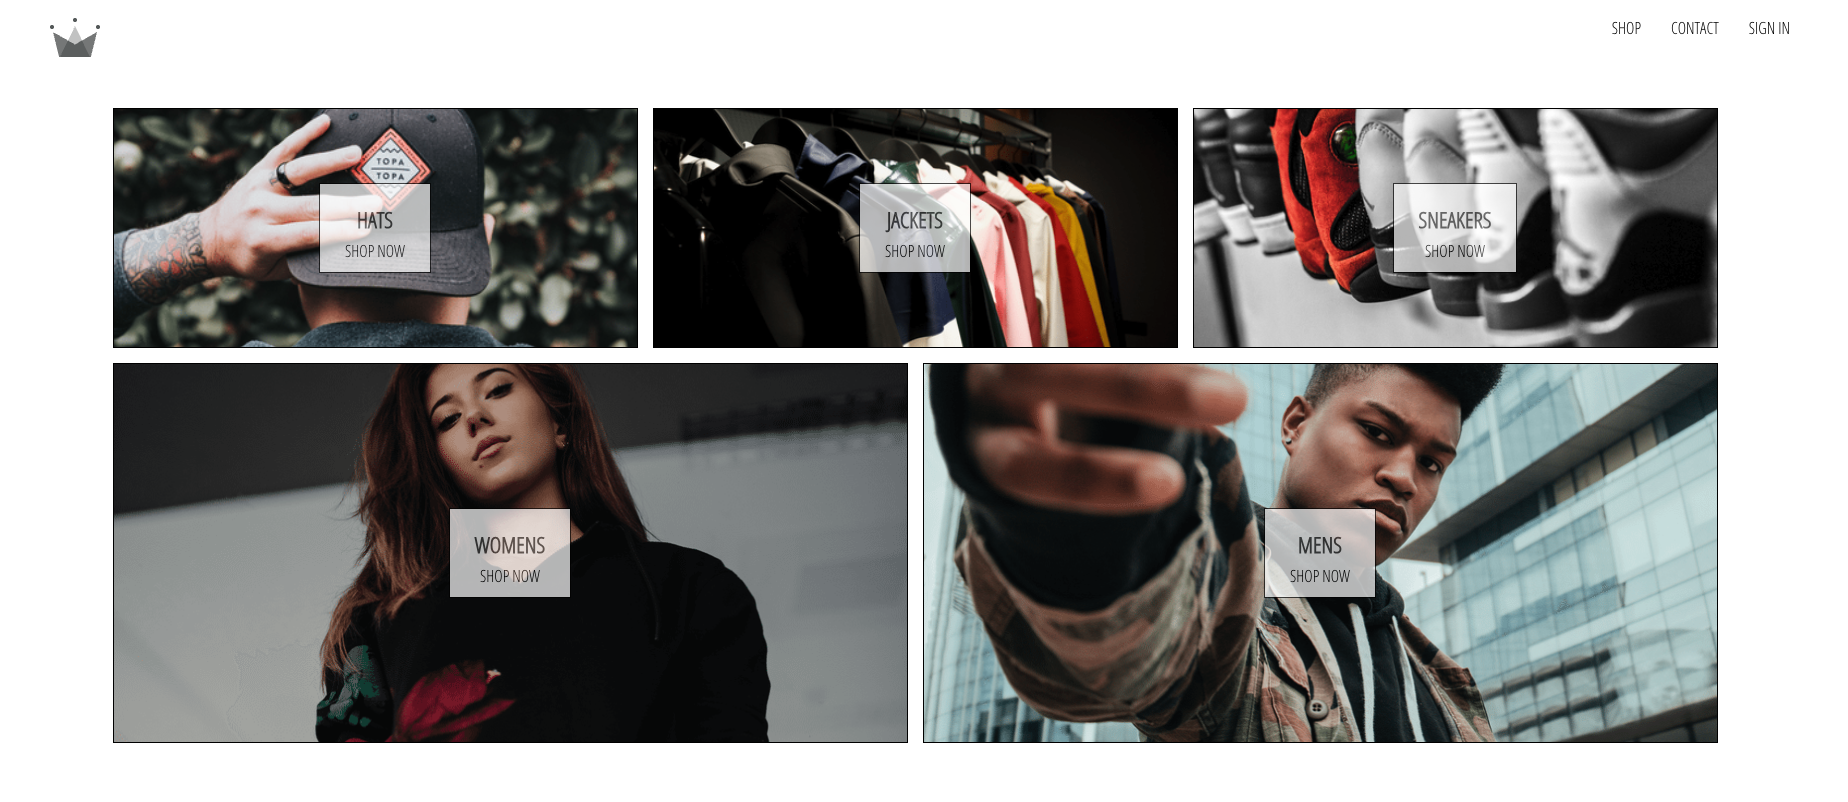 SHOP
CONTACT
SIGN IN
TOPA
TOPA
HATS
SHOP NOW
JACKETS
SHOP NOW
SNEAKERS
SHOP NOW
WOMENS
SHOP NOW
MENS
SHOP NOW